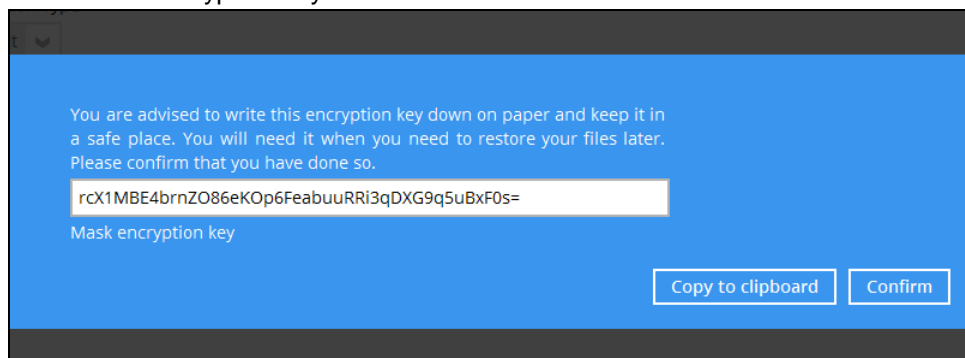 You are advised to write this encryption key down on paper and keep it in
a safe place. You will need it when you need to restore your files later.
Please confirm that you have done so.
rcX1MBE4brnZO86eKOp6FeabuuRRi3qDXG9q5uBxF0s=
Mask encryption key
Copy to clipboard Confirm